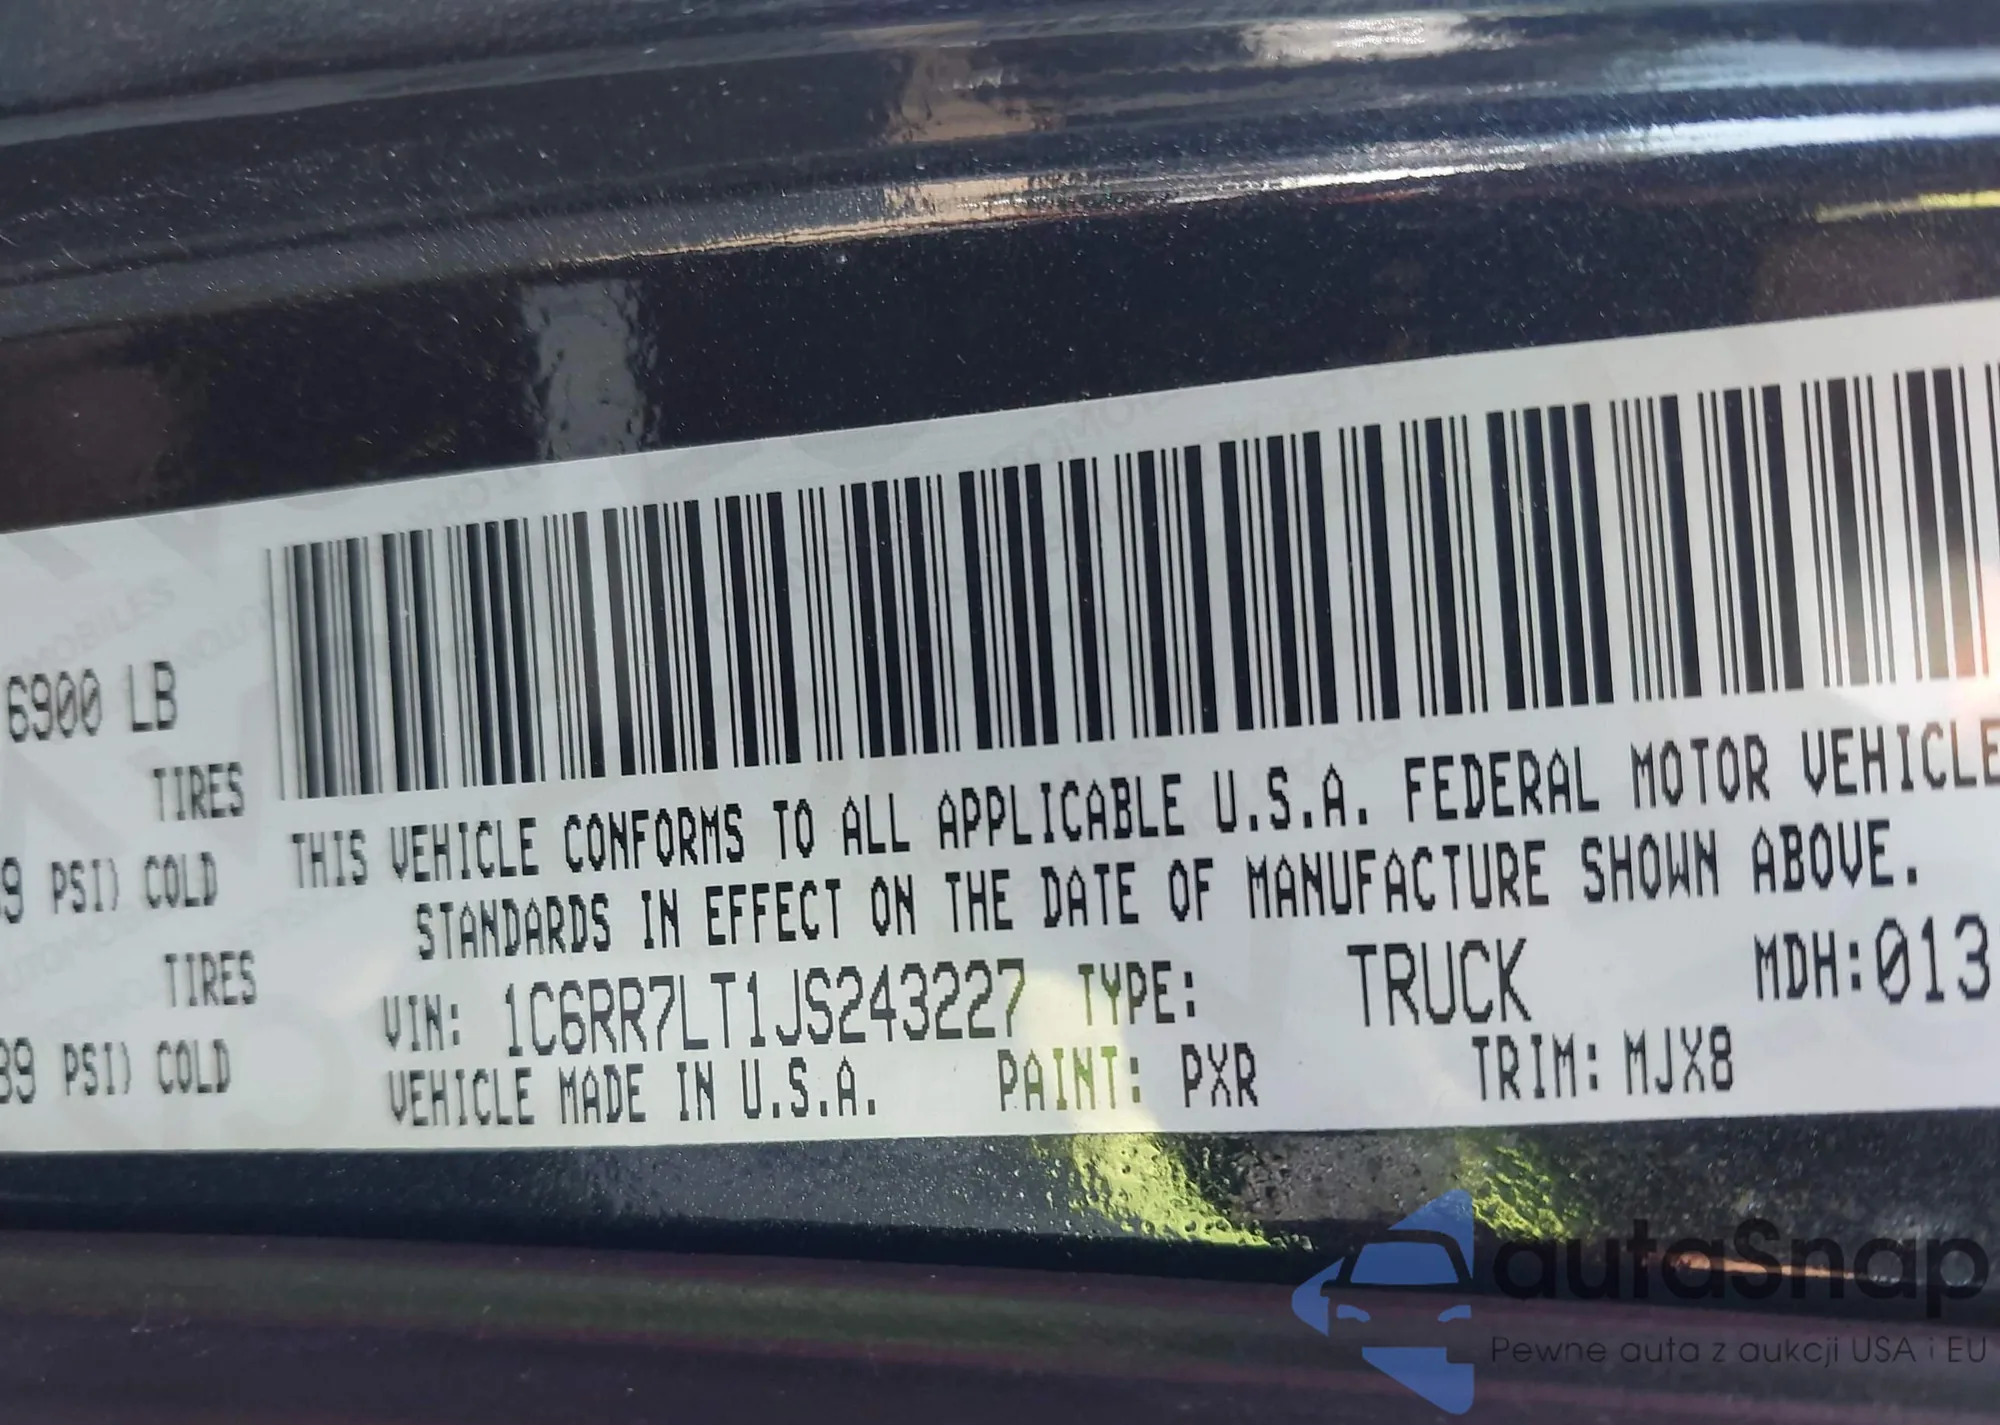 6900 LB
TIRES
39 PSI) COLD
TIRES
39 PSI) COLD
THIS VEHICLE CONFORMS TO ALL APPLICABLE U.S.A. FEDERAL MOTOR VEHICLE
STANDARDS IN EFFECT ON THE DATE OF MANUFACTURE SHOWN ABOVE.
VIN: 1C6RR7LT1JS243227 TYPE: TRUCK MDH:013
VEHICLE MADE IN U.S.A. PAINT: PXR TRIM: MJX8
autaSnap
Pewne auta z aukcji USA i EU